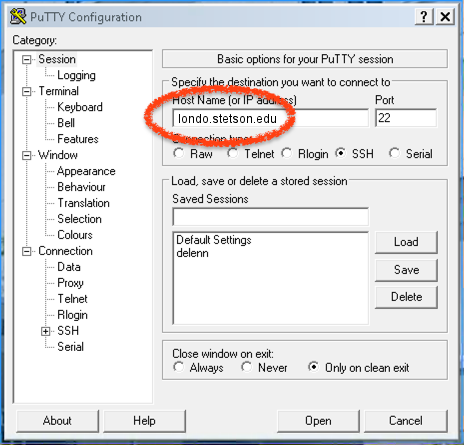 PuTTY Configuration
Category:
Session
Logging
Terminal
Keyboard
Bell
Features
Window
Appearance
Behaviour
Translation
Selection
Colours
Connection
Data
Proxy
Telnet
Rlogin
SSH
Serial
Basic options for your PuTTY session
Specify the destination you want to connect to
Host Name (or IP address) Port
londo.stetson.edu 22
Connection type:
Raw Telnet Rlogin SSH Serial
Load, save or delete a stored session
Saved Sessions
Default Settings
delenn
Load
Save
Delete
Close window on exit:
Always Never Only on clean exit
About Help Open Cancel